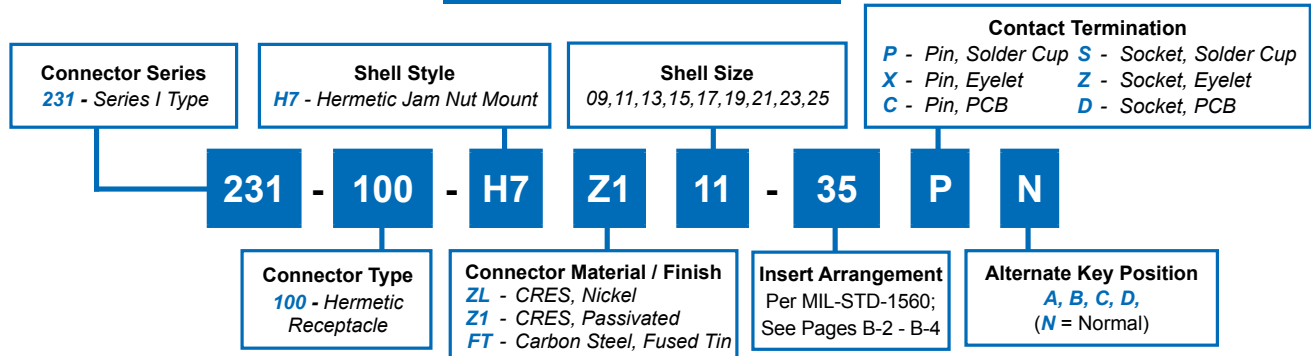 Connector Series
231 - Series I Type
Shell Style
H7 - Hermetic Jam Nut Mount
Shell Size
09,11,13,15,17,19,21,23,25
Contact Termination
P - Pin, Solder Cup S - Socket, Solder Cup
X - Pin, Eyelet Z - Socket, Eyelet
C - Pin, PCB D - Socket, PCB
231 - 100 - H7 Z1 11 - 35 P N
Connector Type
100 - Hermetic
Receptacle
Connector Material / Finish
ZL - CRES, Nickel
Z1 - CRES, Passivated
FT - Carbon Steel, Fused Tin
Insert Arrangement
Per MIL-STD-1560;
See Pages B-2 - B-4
Alternate Key Position
A, B, C, D,
(N = Normal)